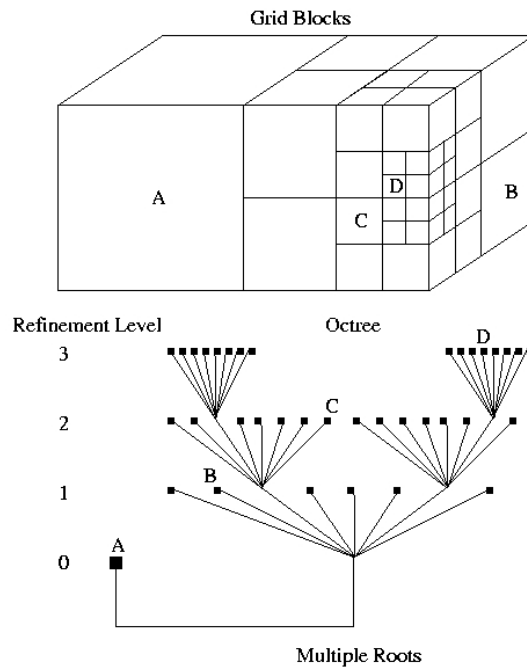 Grid Blocks
A
B
D
C
Refinement Level
Octree
3
D
2
C
1
B
0
A
Multiple Roots